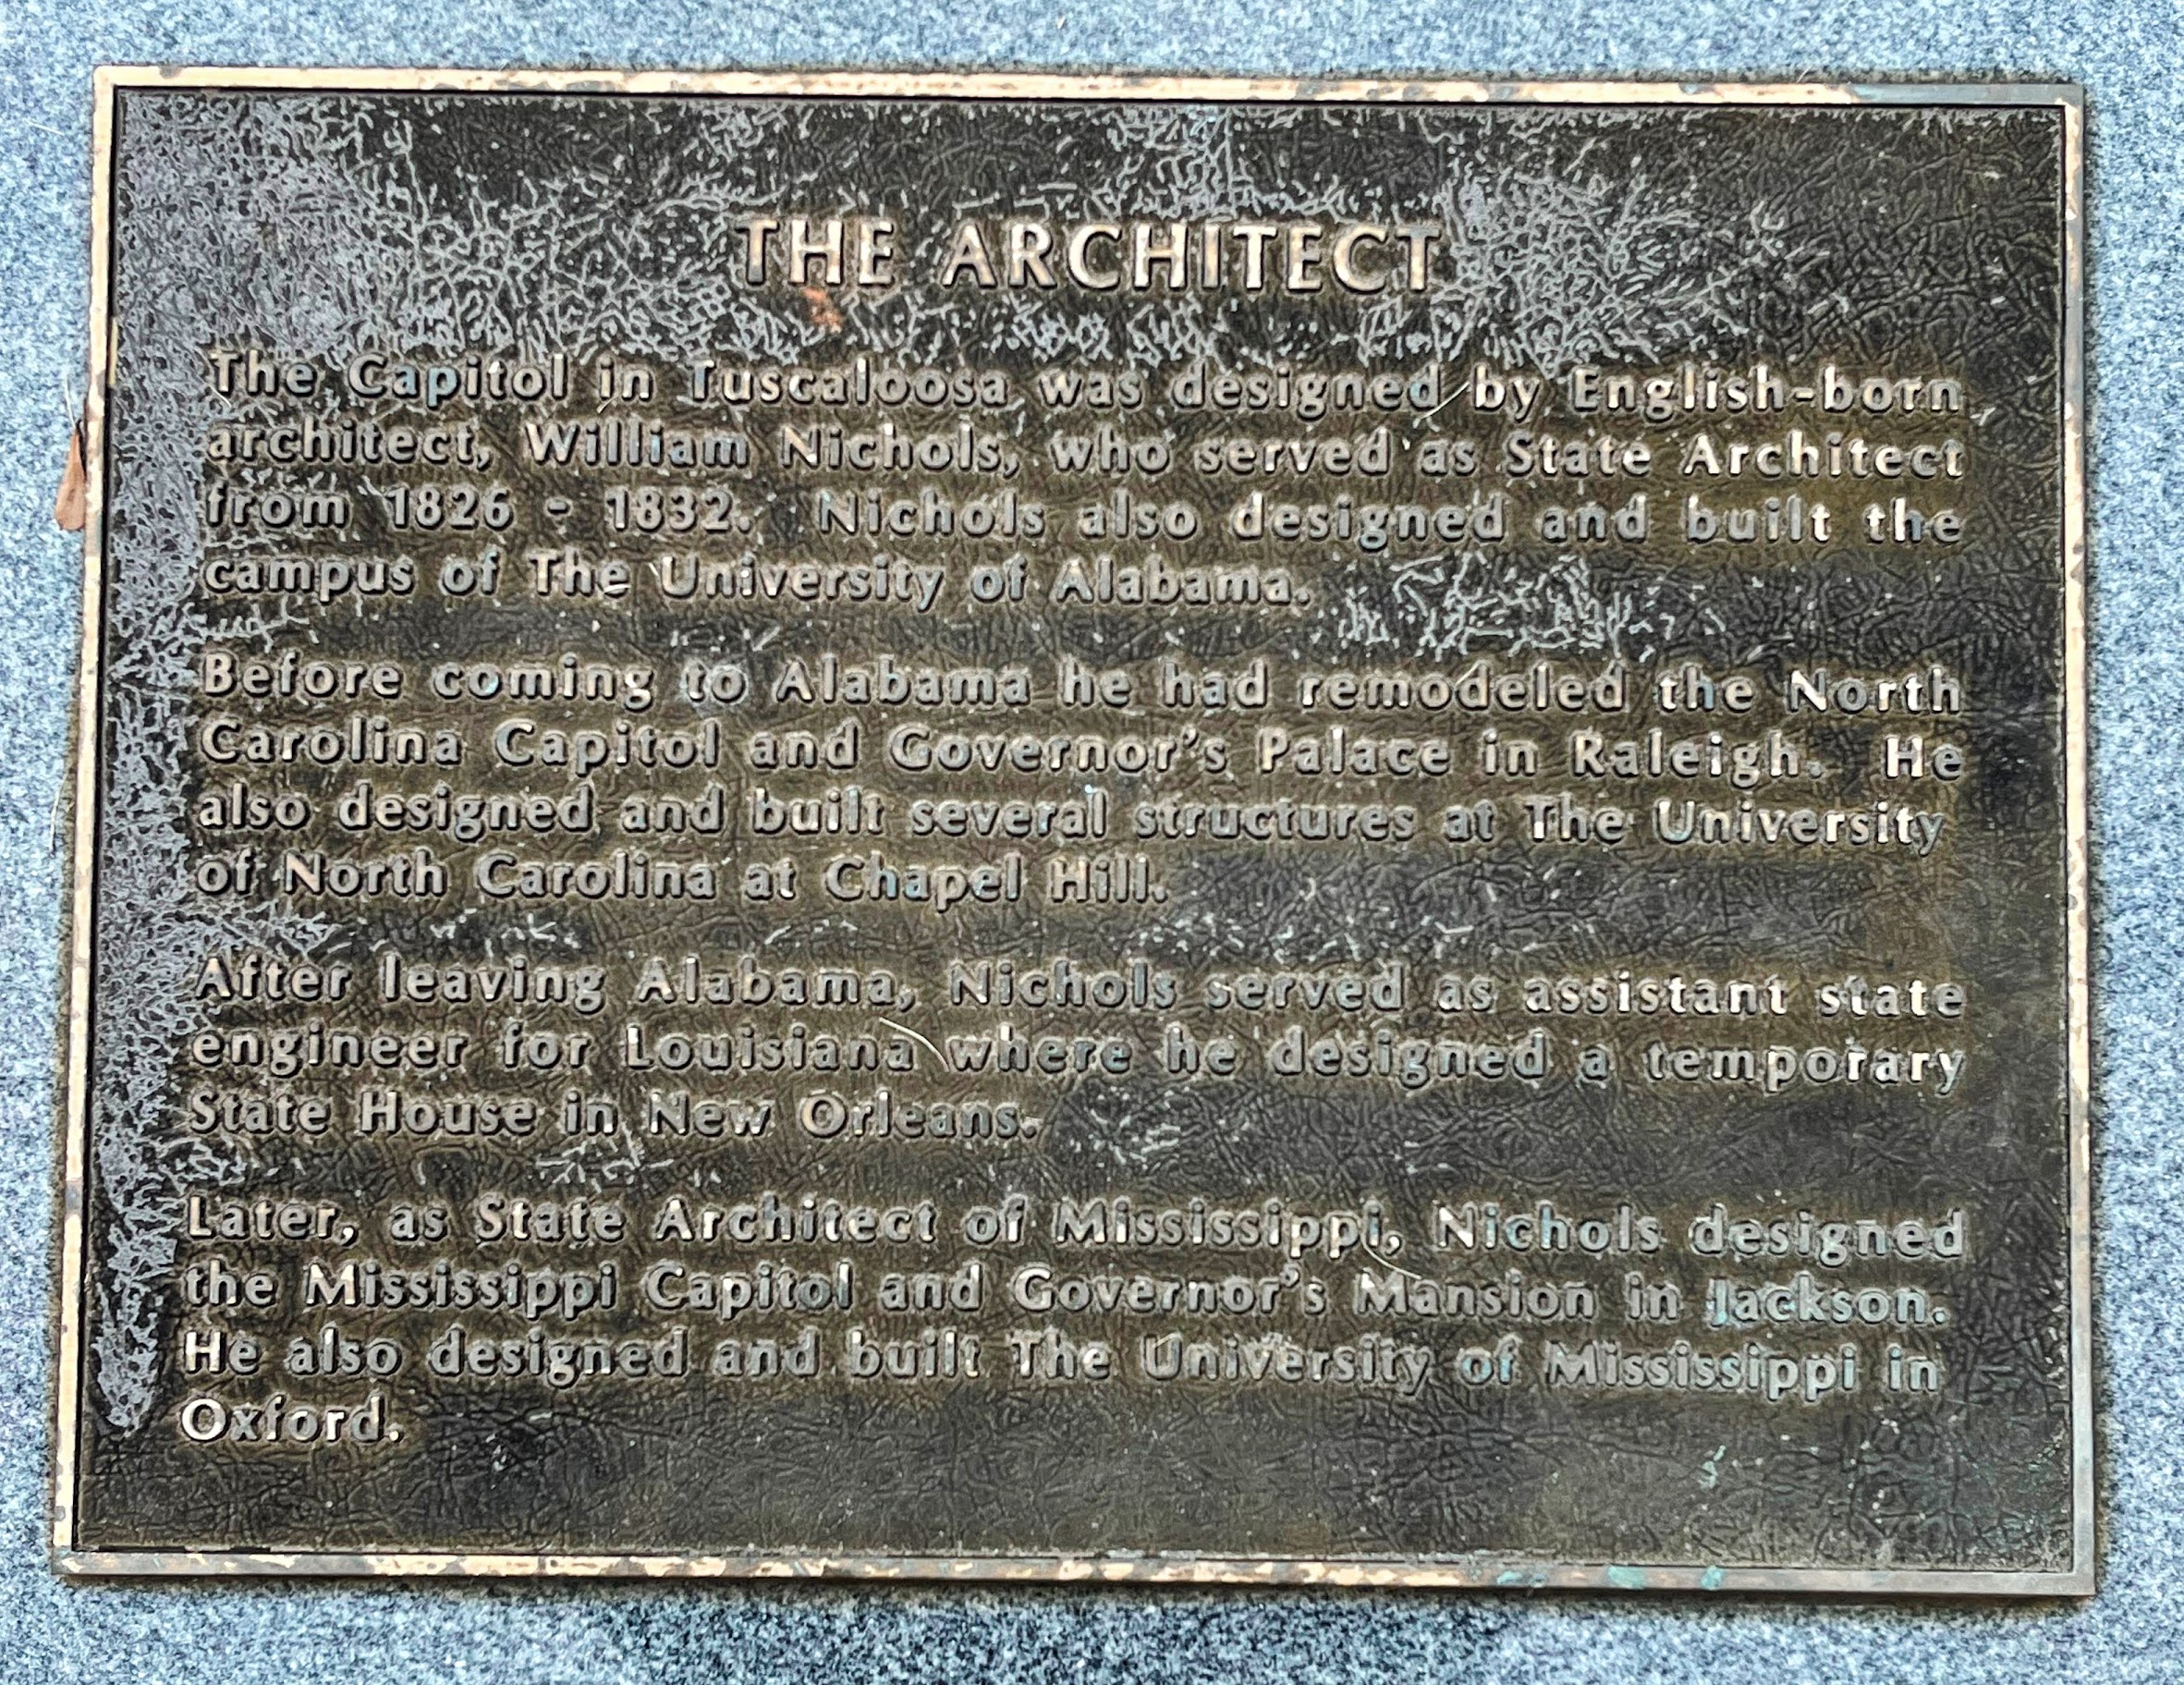 THE ARCHITECT
The Capitol in Tuscaloosa was designed by English-born
architect, William Nichols, who served as State Architect
from 1826 - 1832. Nichols also designed and built the
campus of The University of Alabama.
Before coming to Alabama he had remodeled the North
Carolina Capitol and Governor's Palace in Raleigh. He
also designed and built several structures at The University
of North Carolina at Chapel Hill.
After leaving Alabama, Nichols served as assistant state
engineer for Louisiana where he designed a temporary
State House in New Orleans.
Later, as State Architect of Mississippi, Nichols designed
the Mississippi Capitol and Governor's Mansion in Jackson.
He also designed and built The University of Mississippi in
Oxford.